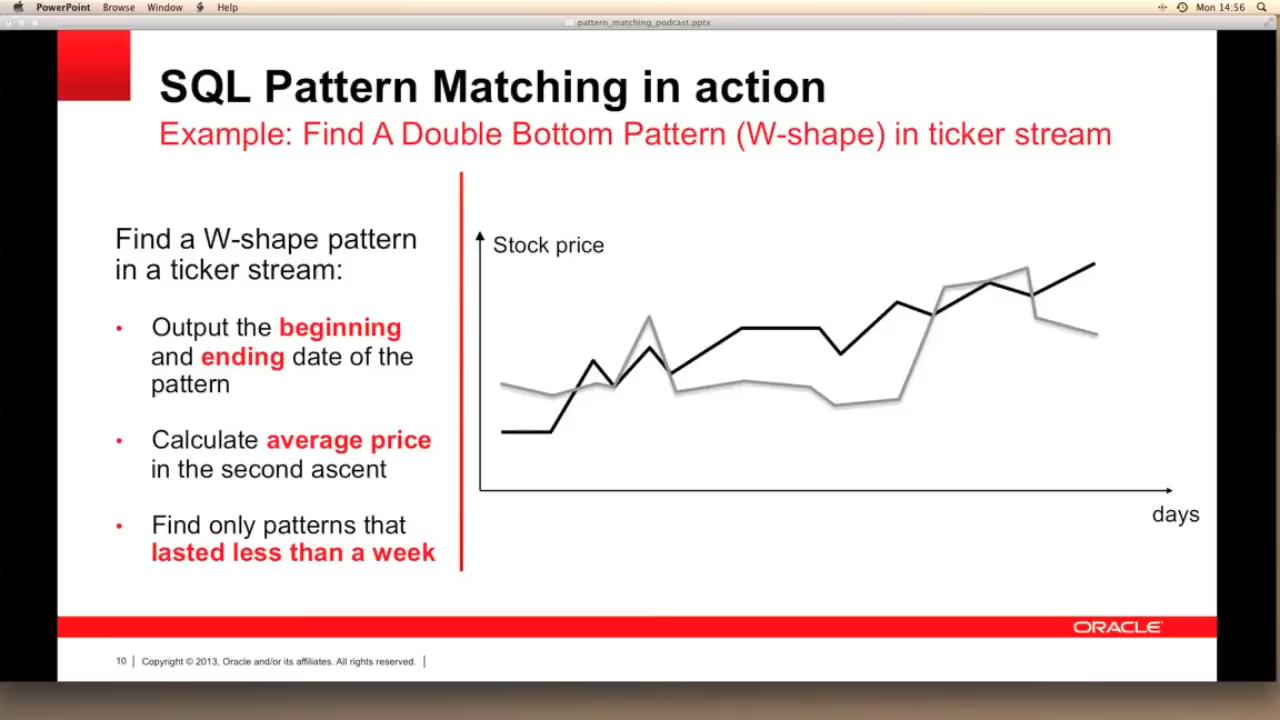 PowerPoint Browse Window Help Mon 14:56
pattern_matching_podcast.pptx
SQL Pattern Matching in action
Example: Find A Double Bottom Pattern (W-shape) in ticker stream
Find a W-shape pattern
in a ticker stream:
• Output the beginning
and ending date of the
pattern
• Calculate average price
in the second ascent
• Find only patterns that
lasted less than a week
Stock price
days
ORACLE
10 | Copyright © 2013, Oracle and/or its affiliates. All rights reserved. |